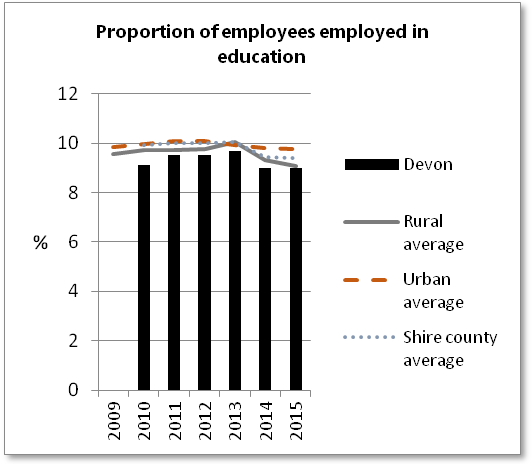 Proportion of employees employed in
education
12
10
8
6
4
2
0
%
2009
2010
2011
2012
2013
2014
2015
Devon
Rural
average
Urban
average
Shire county
average